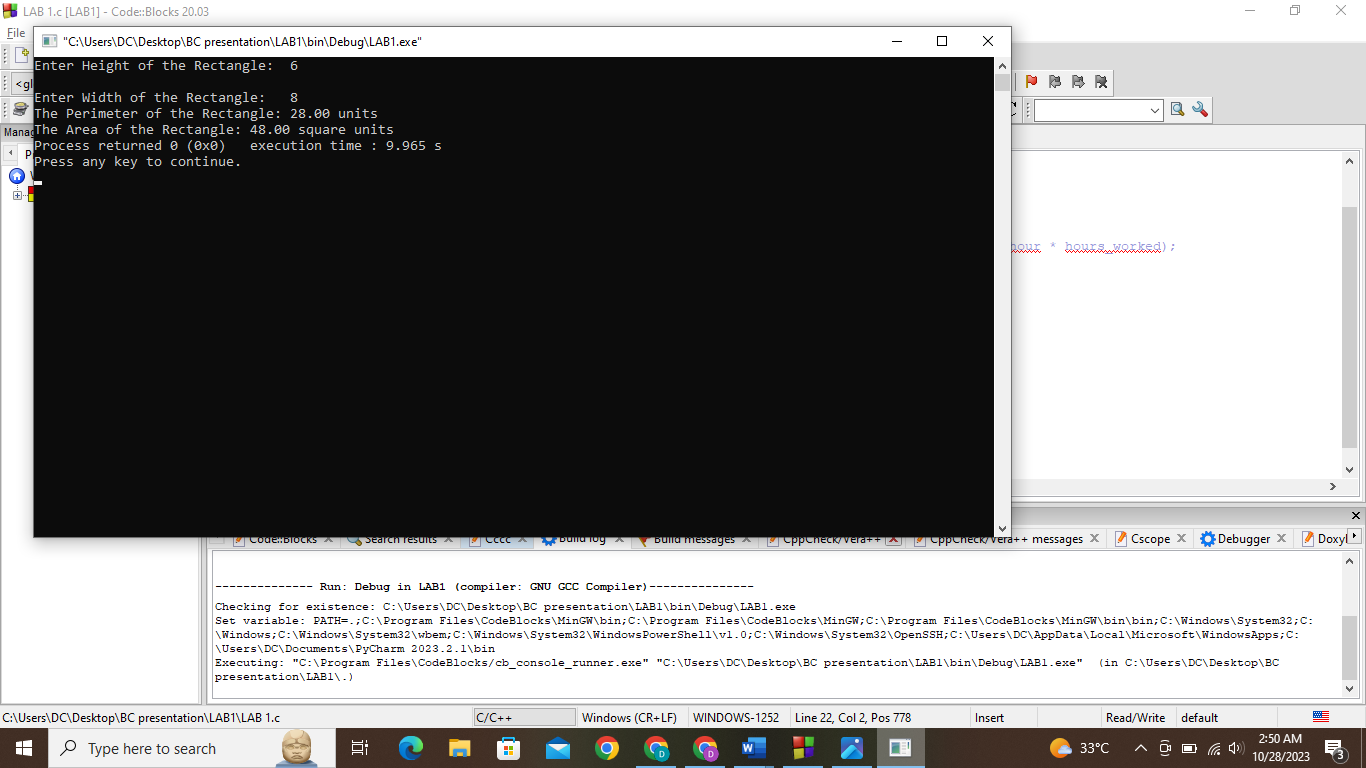 LAB 1.c [LAB1] - Code::Blocks 20.03
File
"C:\Users\DC\Desktop\BC presentation\LAB1\bin\Debug\LAB1.exe"
Enter Height of the Rectangle:  6
Enter Width of the Rectangle:   8
The Perimeter of the Rectangle: 28.00 units
The Area of the Rectangle: 48.00 square units
Process returned 0 (0x0)   execution time : 9.965 s
Press any key to continue.
<gl
Manag
P
hour * hours_worked);
Code::Blocks
Search results
Cccc
Build log
Build messages
CppCheck/Vera++
CppCheck/Vera++ messages
Cscope
Debugger
Doxyl
-------------- Run: Debug in LAB1 (compiler: GNU GCC Compiler)---------------
Checking for existence: C:\Users\DC\Desktop\BC presentation\LAB1\bin\Debug\LAB1.exe
Set variable: PATH=.;C:\Program Files\CodeBlocks\MinGW\bin;C:\Program Files\CodeBlocks\MinGW;C:\Program Files\CodeBlocks\MinGW\bin\bin;C:\Windows\System32;C:
\Windows;C:\Windows\System32\wbem;C:\Windows\System32\WindowsPowerShell\v1.0;C:\Windows\System32\OpenSSH;C:\Users\DC\AppData\Local\Microsoft\WindowsApps;C:
\Users\DC\Documents\PyCharm 2023.2.1\bin
Executing: "C:\Program Files\CodeBlocks/cb_console_runner.exe" "C:\Users\DC\Desktop\BC presentation\LAB1\bin\Debug\LAB1.exe"  (in C:\Users\DC\Desktop\BC
presentation\LAB1\.)
C:\Users\DC\Desktop\BC presentation\LAB1\LAB 1.c
C/C++
Windows (CR+LF)
WINDOWS-1252
Line 22, Col 2, Pos 778
Insert
Read/Write
default
Type here to search
33°C
2:50 AM
10/28/2023
3